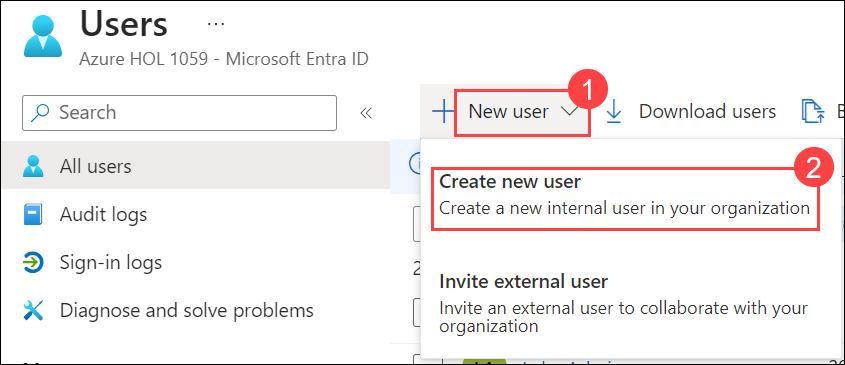 Users
...
Azure HOL 1059 - Microsoft Entra ID
Search
«
1
New user
Download users
All users
2
Create new user
Create a new internal user in your organization
Audit logs
Sign-in logs
Invite external user
Invite an external user to collaborate with your
organization
Diagnose and solve problems